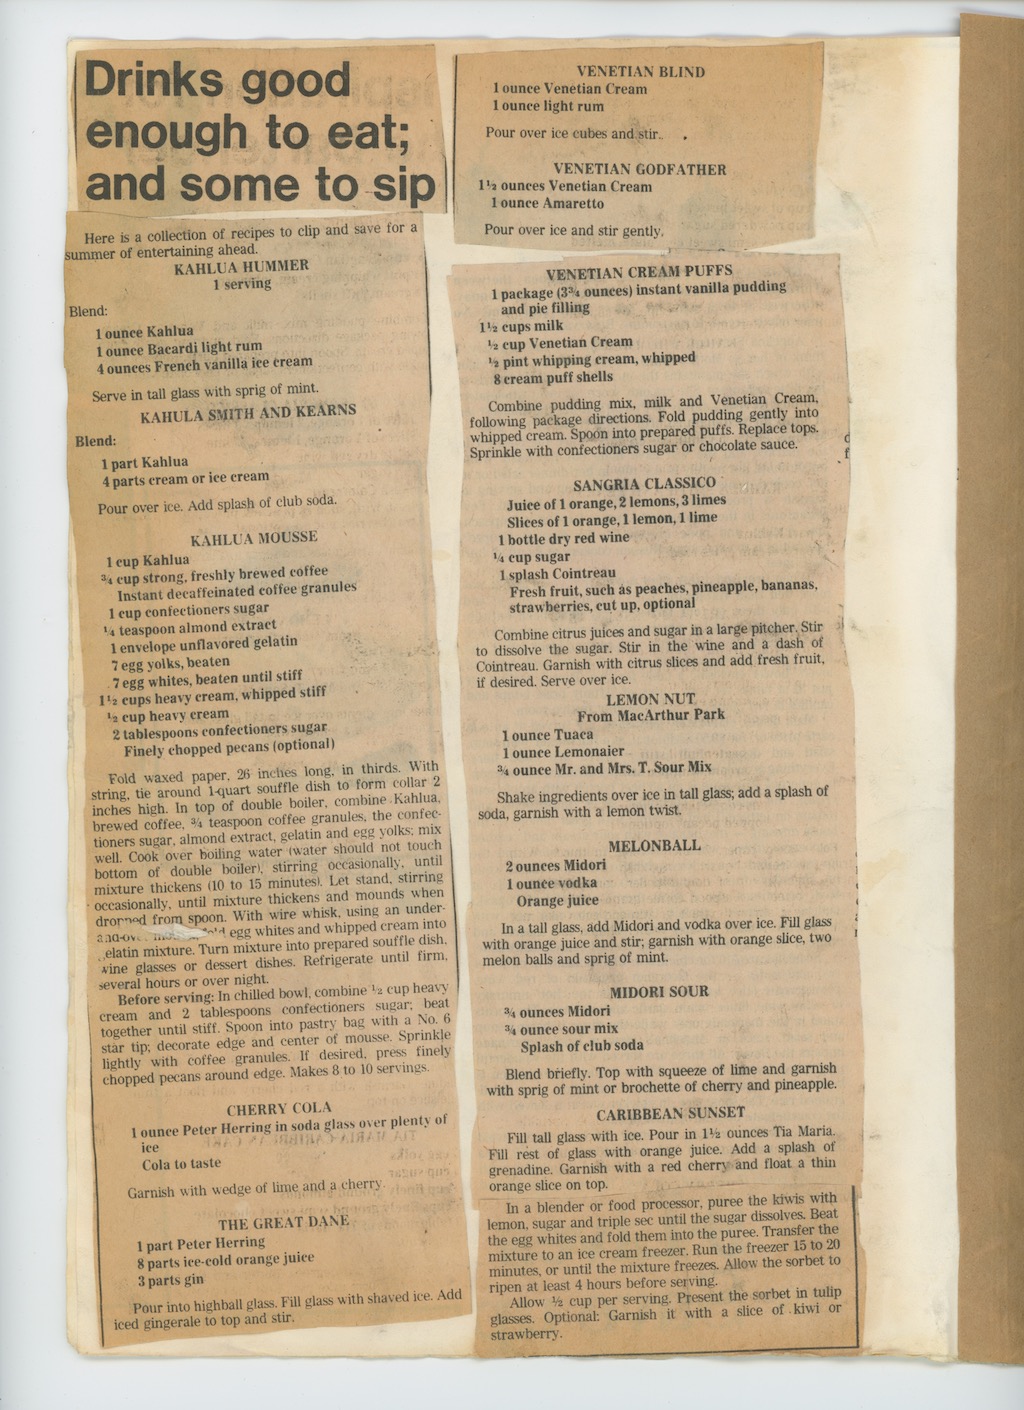 Drinks good
enough to eat;
and some to sip
Here is a collection of recipes to clip and save for a
summer of entertaining ahead.
KAHLUA HUMMER
1 serving
Blend:
1 ounce Kahlua
1 ounce Bacardi light rum
4 ounces French vanilla ice cream
Serve in tall glass with sprig of mint.
KAHULA SMITH AND KEARNS
Blend:
1 part Kahlua
4 parts cream or ice cream
Pour over ice. Add splash of club soda.
KAHLUA MOUSSE
1 cup Kahlua
¾ cup strong, freshly brewed coffee
Instant decaffeinated coffee granules
1 cup confectioners sugar
¼ teaspoon almond extract
1 envelope unflavored gelatin
7 egg yolks, beaten
7 egg whites, beaten until stiff
1½ cups heavy cream, whipped stiff
½ cup heavy cream
2 tablespoons confectioners sugar
Finely chopped pecans (optional)
Fold waxed paper, 26 inches long, in thirds. With
string, tie around 1-quart souffle dish to form collar 2
inches high. In top of double boiler, combine Kahlua,
brewed coffee, ¾ teaspoon coffee granules, the confec-
tioners sugar, almond extract, gelatin and egg yolks; mix
well. Cook over boiling water (water should not touch
bottom of double boiler), stirring occasionally, until
mixture thickens (10 to 15 minutes). Let stand, stirring
occasionally, until mixture thickens and mounds when
dropped from spoon. With wire whisk, using an under-
egg whites and whipped cream into
elatin mixture. Turn mixture into prepared souffle dish,
wine glasses or dessert dishes. Refrigerate until firm,
several hours or over night.
Before serving: In chilled bowl, combine ½ cup heavy
cream and 2 tablespoons confectioners sugar; beat
together until stiff. Spoon into pastry bag with a No. 6
star tip; decorate edge and center of mousse. Sprinkle
lightly with coffee granules. If desired, press finely
chopped pecans around edge. Makes 8 to 10 servings.
CHERRY COLA
1 ounce Peter Herring in soda glass over plenty of
ice
Cola to taste
Garnish with wedge of lime and a cherry.
THE GREAT DANE
1 part Peter Herring
8 parts ice-cold orange juice
3 parts gin
Pour into highball glass. Fill glass with shaved ice. Add
iced gingerale to top and stir.
VENETIAN BLIND
1 ounce Venetian Cream
1 ounce light rum
Pour over ice cubes and stir.
VENETIAN GODFATHER
1½ ounces Venetian Cream
1 ounce Amaretto
Pour over ice and stir gently.
VENETIAN CREAM PUFFS
1 package (3¾ ounces) instant vanilla pudding
and pie filling
1½ cups milk
½ cup Venetian Cream
½ pint whipping cream, whipped
8 cream puff shells
Combine pudding mix, milk and Venetian Cream,
following package directions. Fold pudding gently into
whipped cream. Spoon into prepared puffs. Replace tops.
Sprinkle with confectioners sugar or chocolate sauce.
SANGRIA CLASSICO
Juice of 1 orange, 2 lemons, 3 limes
Slices of 1 orange, 1 lemon, 1 lime
1 bottle dry red wine
¼ cup sugar
1 splash Cointreau
Fresh fruit, such as peaches, pineapple, bananas,
strawberries, cut up, optional
Combine citrus juices and sugar in a large pitcher. Stir
to dissolve the sugar. Stir in the wine and a dash of
Cointreau. Garnish with citrus slices and add fresh fruit,
if desired. Serve over ice.
LEMON NUT
From MacArthur Park
1 ounce Tuaca
1 ounce Lemonaier
¾ ounce Mr. and Mrs. T. Sour Mix
Shake ingredients over ice in tall glass; add a splash of
soda, garnish with a lemon twist.
MELONBALL
2 ounces Midori
1 ounce vodka
Orange juice
In a tall glass, add Midori and vodka over ice. Fill glass
with orange juice and stir; garnish with orange slice, two
melon balls and sprig of mint.
MIDORI SOUR
¾ ounces Midori
¾ ounce sour mix
Splash of club soda
Blend briefly. Top with squeeze of lime and garnish
with sprig of mint or brochette of cherry and pineapple.
CARIBBEAN SUNSET
Fill tall glass with ice. Pour in 1½ ounces Tia Maria.
Fill rest of glass with orange juice. Add a splash of
grenadine. Garnish with a red cherry and float a thin
orange slice on top.
In a blender or food processor, puree the kiwis with
lemon, sugar and triple sec until the sugar dissolves. Beat
the egg whites and fold them into the puree. Transfer the
mixture to an ice cream freezer. Run the freezer 15 to 20
minutes, or until the mixture freezes. Allow the sorbet to
ripen at least 4 hours before serving.
Allow ½ cup per serving. Present the sorbet in tulip
glasses. Optional: Garnish it with a slice of kiwi or
strawberry.